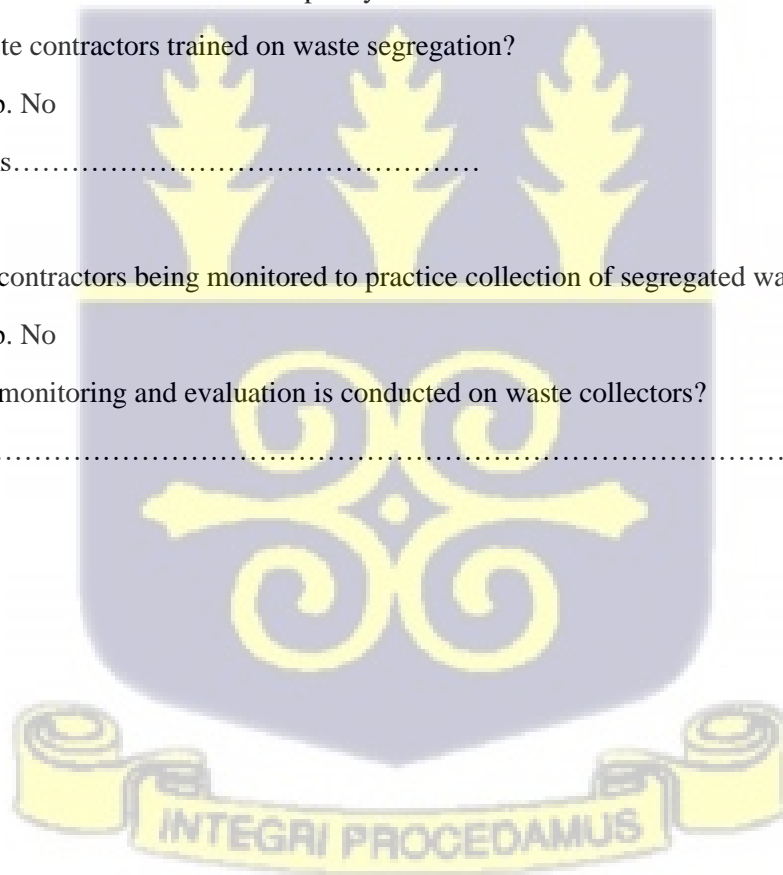 te contractors trained on waste segregation?
. No
s……………………………………………
contractors being monitored to practice collection of segregated wa
. No
monitoring and evaluation is conducted on waste collectors?
…………………………………………………………………………
INTEGRI PROCEDAMUS